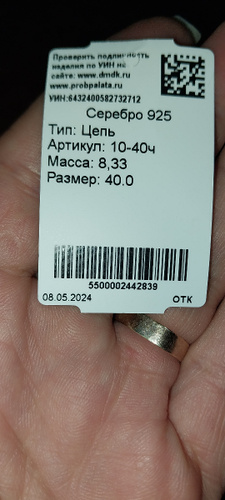 Проверить подлинность
изделия по УИН на
сайте: www.dmdk.ru
www.probpalata.ru
УИН:6432400582732712
Серебро 925
Тип: Цепь
Артикул: 10-40ч
Масса: 8,33
Размер: 40.0
5500002442839
08.05.2024 ОТК